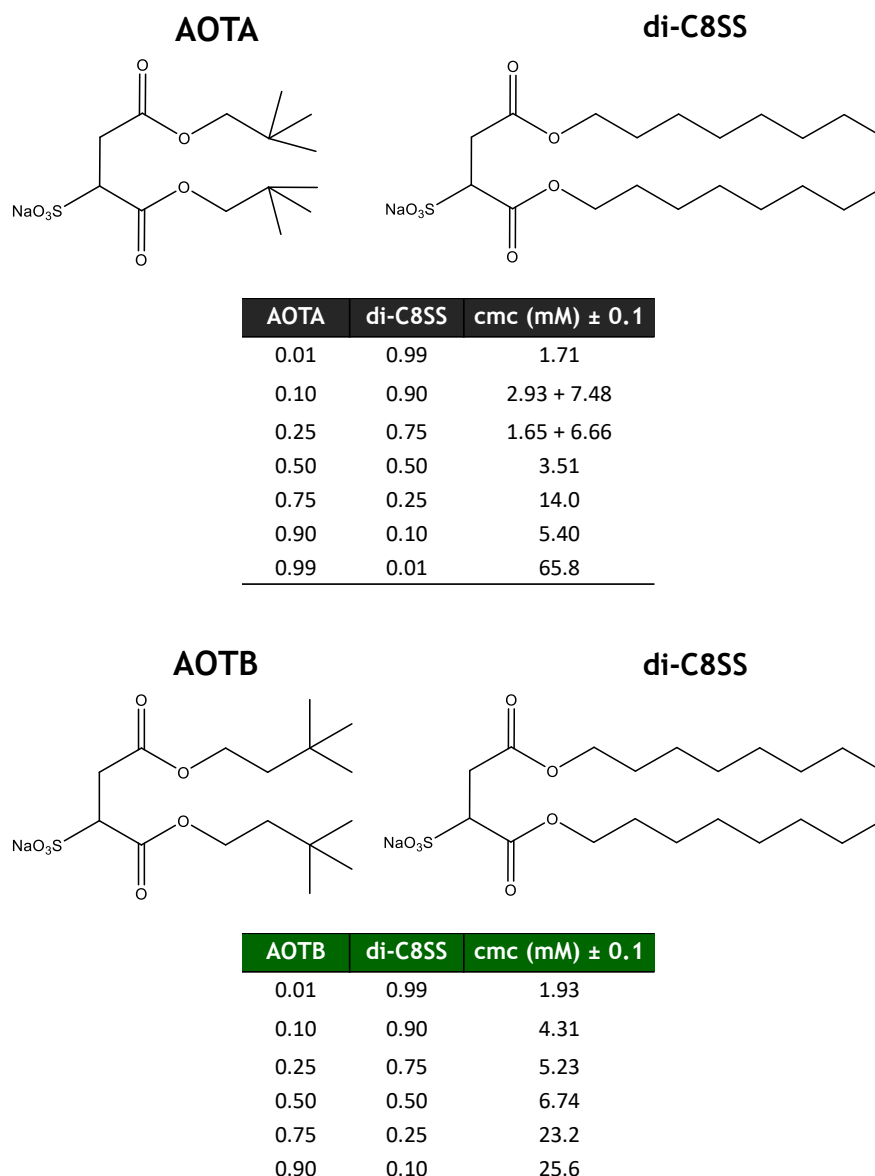 AOTA di-C8SS
O O
O O
O O
NaO3S NaO3S
O O
AOTA di-C8SS cmc (mM) ± 0.1
0.01 0.99 1.71
0.10 0.90 2.93 + 7.48
0.25 0.75 1.65 + 6.66
0.50 0.50 3.51
0.75 0.25 14.0
0.90 0.10 5.40
0.99 0.01 65.8
AOTB di-C8SS
O O
O O
O O
NaO3S NaO3S
O O
AOTB di-C8SS cmc (mM) ± 0.1
0.01 0.99 1.93
0.10 0.90 4.31
0.25 0.75 5.23
0.50 0.50 6.74
0.75 0.25 23.2
0.90 0.10 25.6